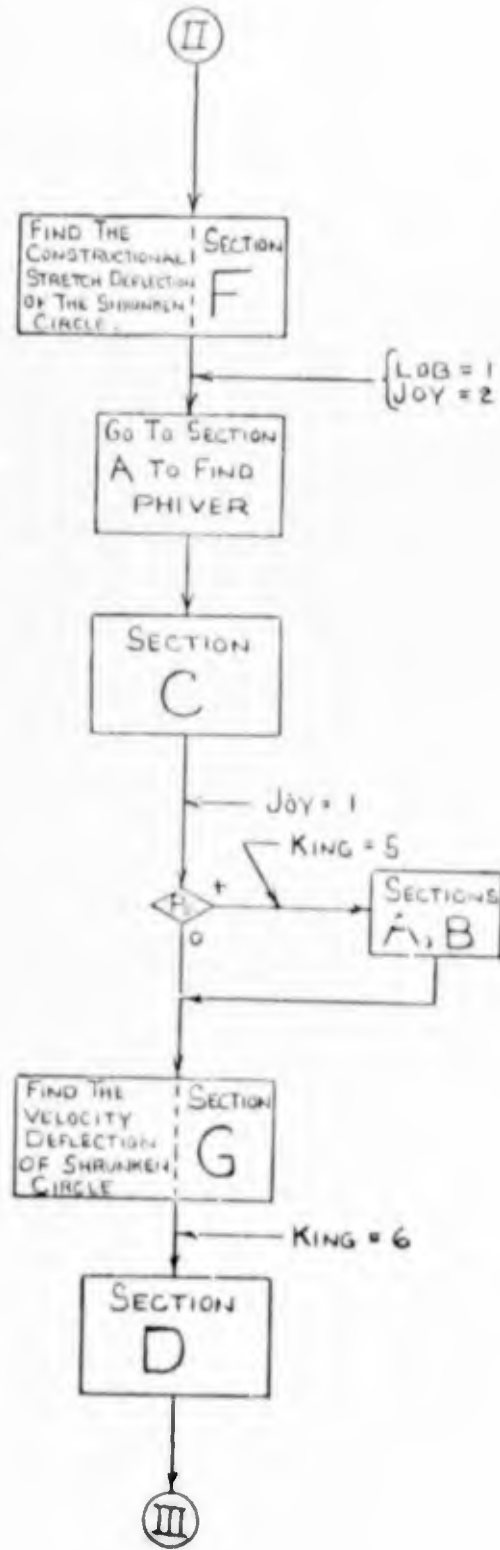 II
FIND THE
CONSTRUCTIONAL
STRETCH DEFLECTION
OF THE SHRUNKEN
CIRCLE.
SECTION
F
{LOB = 1
JOY = 2
GO TO SECTION
A TO FIND
PHIVER
SECTION
C
JOY = 1
KING = 5
+
O
SECTIONS
A, B
FIND THE
VELOCITY
DEFLECTION
OF SHRUNKEN
CIRCLE
SECTION
G
KING = 6
SECTION
D
III